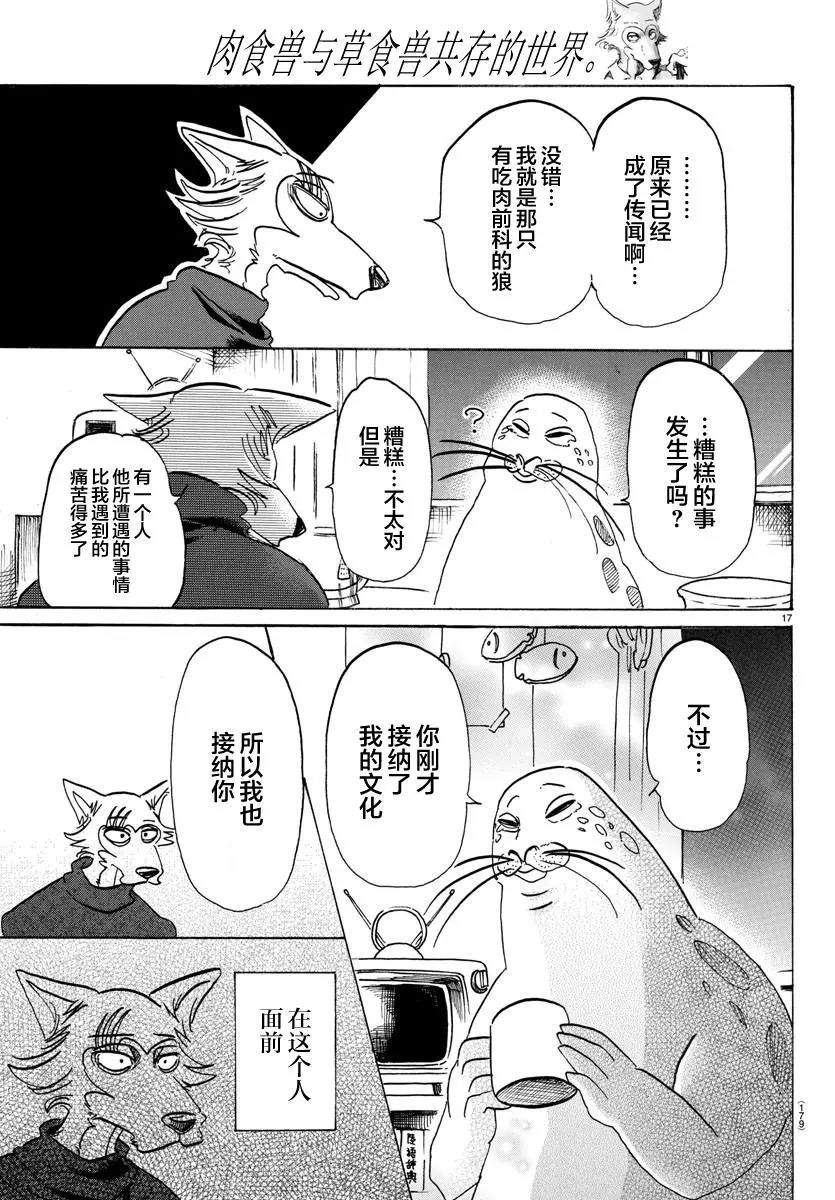 肉食兽与草食兽共存的世界。
………
原来已经
成了传闻啊…
没错…
我就是那只
有吃肉前科的狼
…糟糕的事
发生了吗?
?
糟糕…不太对
但是
有一个人
他所遭遇的事情
比我遇到的
痛苦得多了
17
不过…
你刚才
接纳了
我的文化
所以我也
接纳你
在这个人
面前
(179)